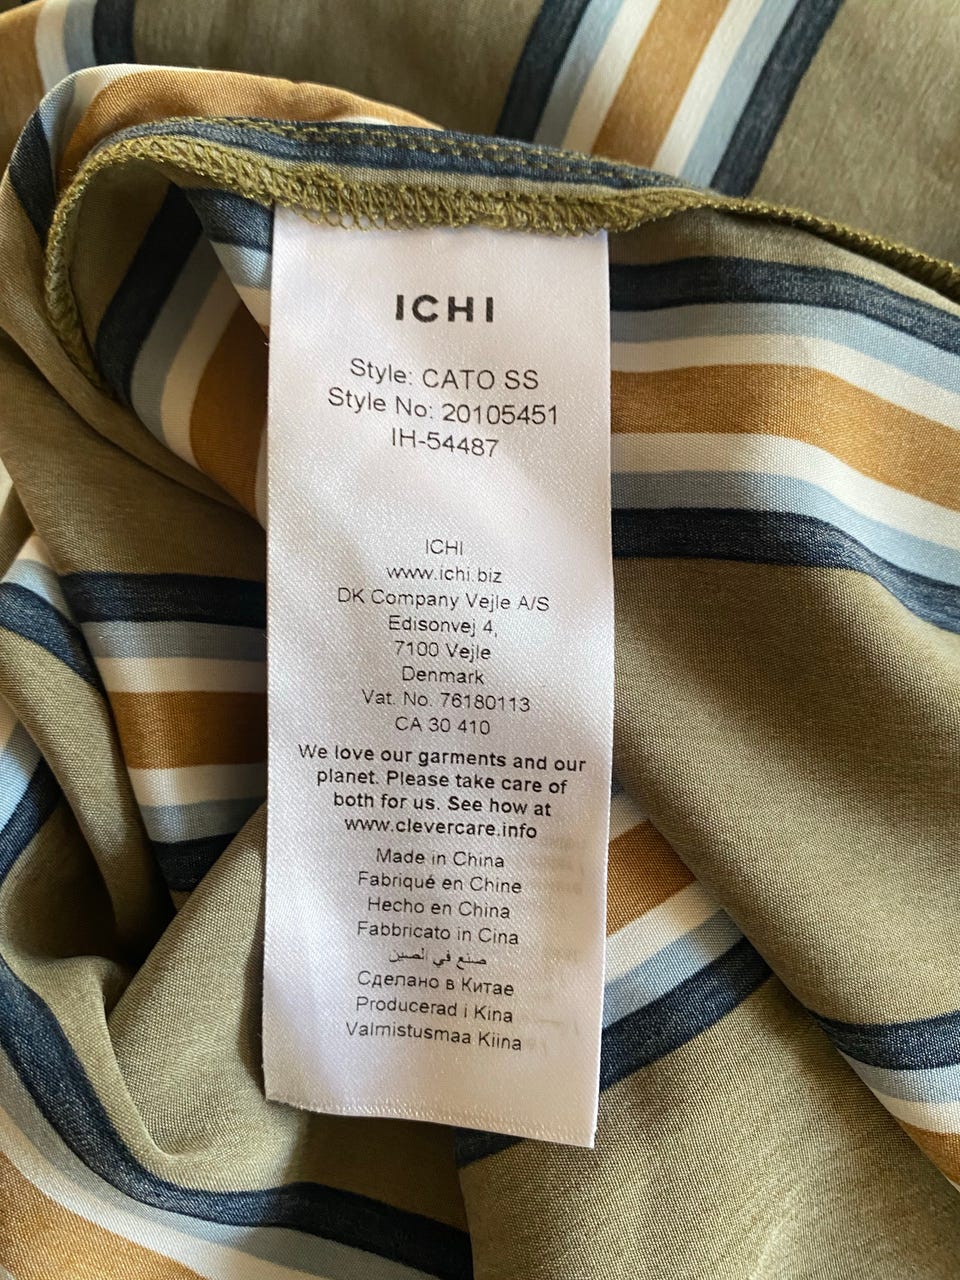 ICHI
Style: CATO SS
Style No: 20105451
IH-54487
ICHI
www.ichi.biz
DK Company Vejle A/S
Edisonvej 4,
7100 Vejle
Denmark
Vat. No. 76180113
CA 30 410
We love our garments and our
planet. Please take care of
both for us. See how at
www.clevercare.info
Made in China
Fabriqué en Chine
Hecho en China
Fabbricato in Cina
صنع في الصين
Сделано в Китае
Producerad i Kina
Valmistusmaa Kiina